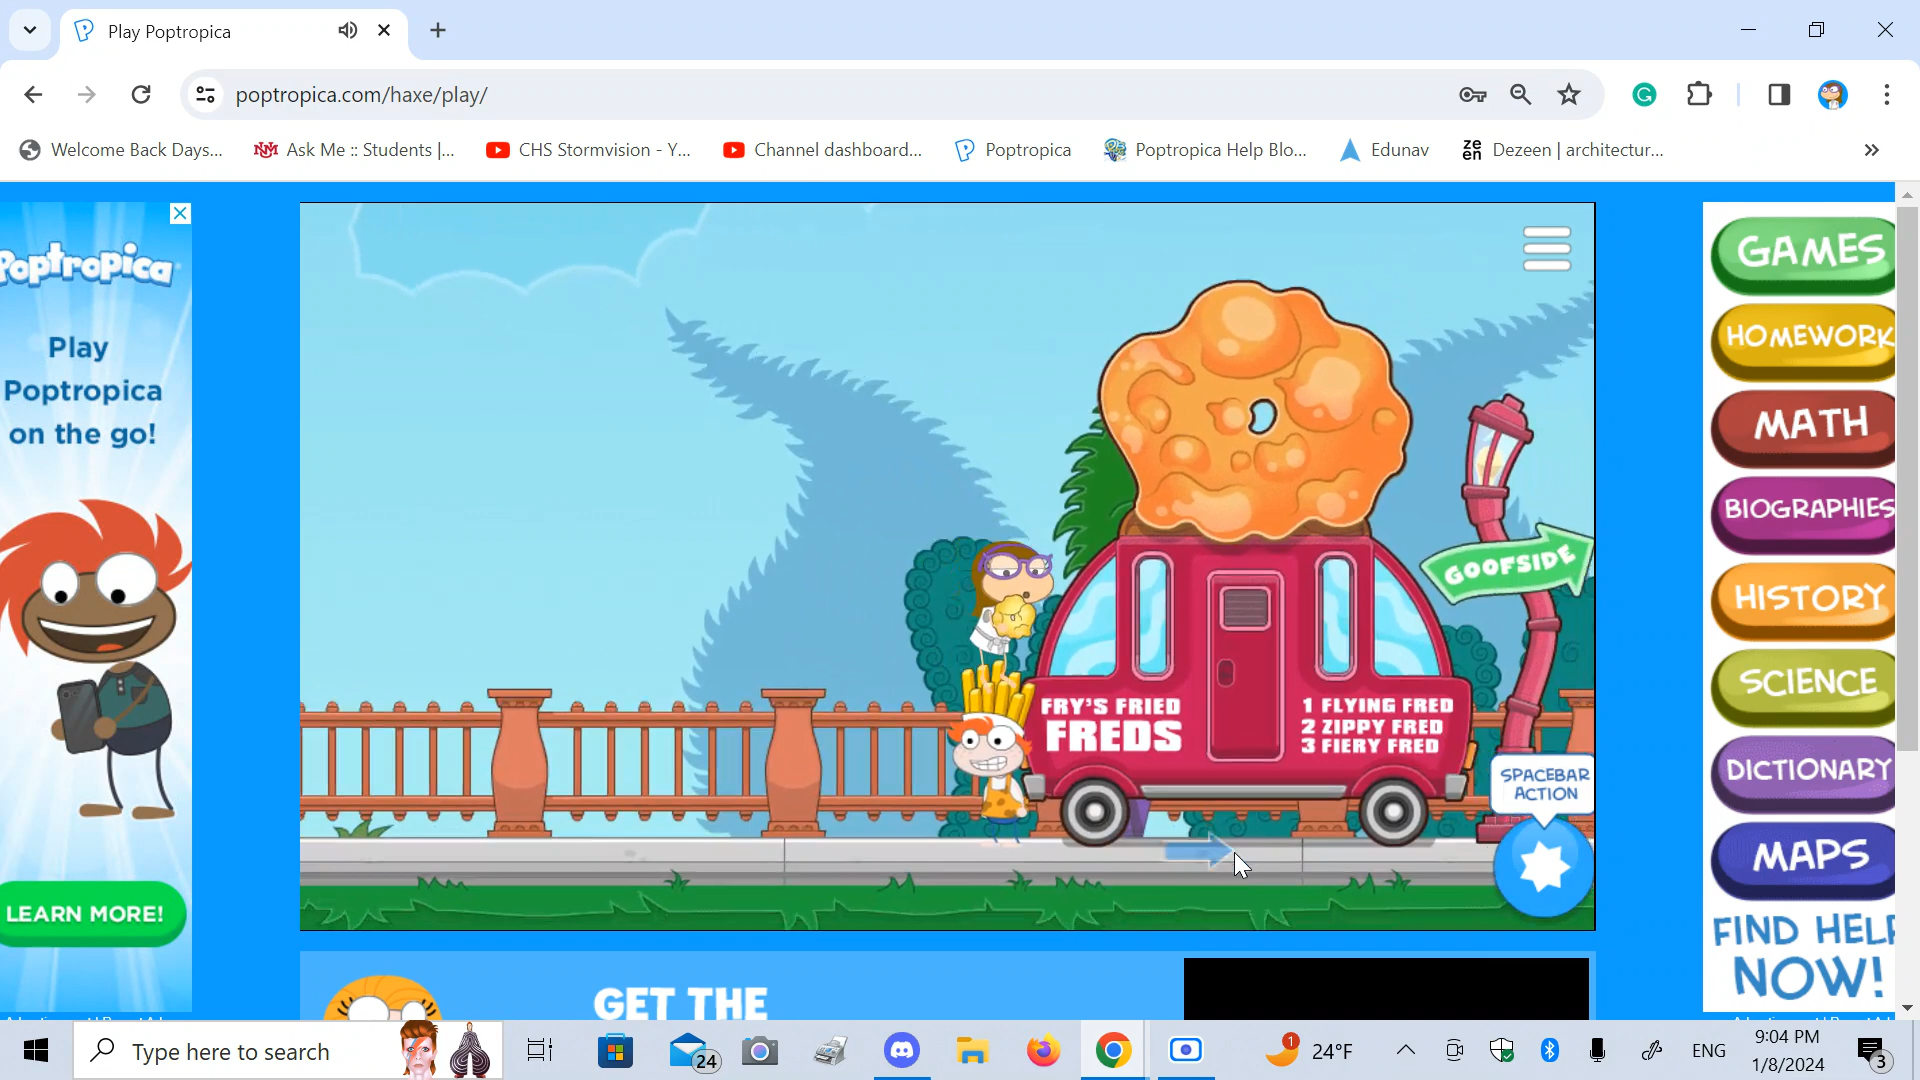 Play Poptropica
poptropica.com/haxe/play/
Welcome Back Days...
Ask Me :: Students |...
CHS Stormvision - Y...
Channel dashboard...
Poptropica
Poptropica Help Blo...
Edunav
ze
en
Dezeen | architectur...
Poptropica
Play
Poptropica
on the go!
LEARN MORE!
GOOFSIDE
FRY'S FRIED
FREDS
1 FLYING FRED
2 ZIPPY FRED
3 FIERY FRED
SPACEBAR
ACTION
GAMES
HOMEWORK
MATH
BIOGRAPHIES
HISTORY
SCIENCE
DICTIONARY
MAPS
FIND HELP
NOW!
GET THE
Type here to search
24
1
24°F
ENG
9:04 PM
1/8/2024
3